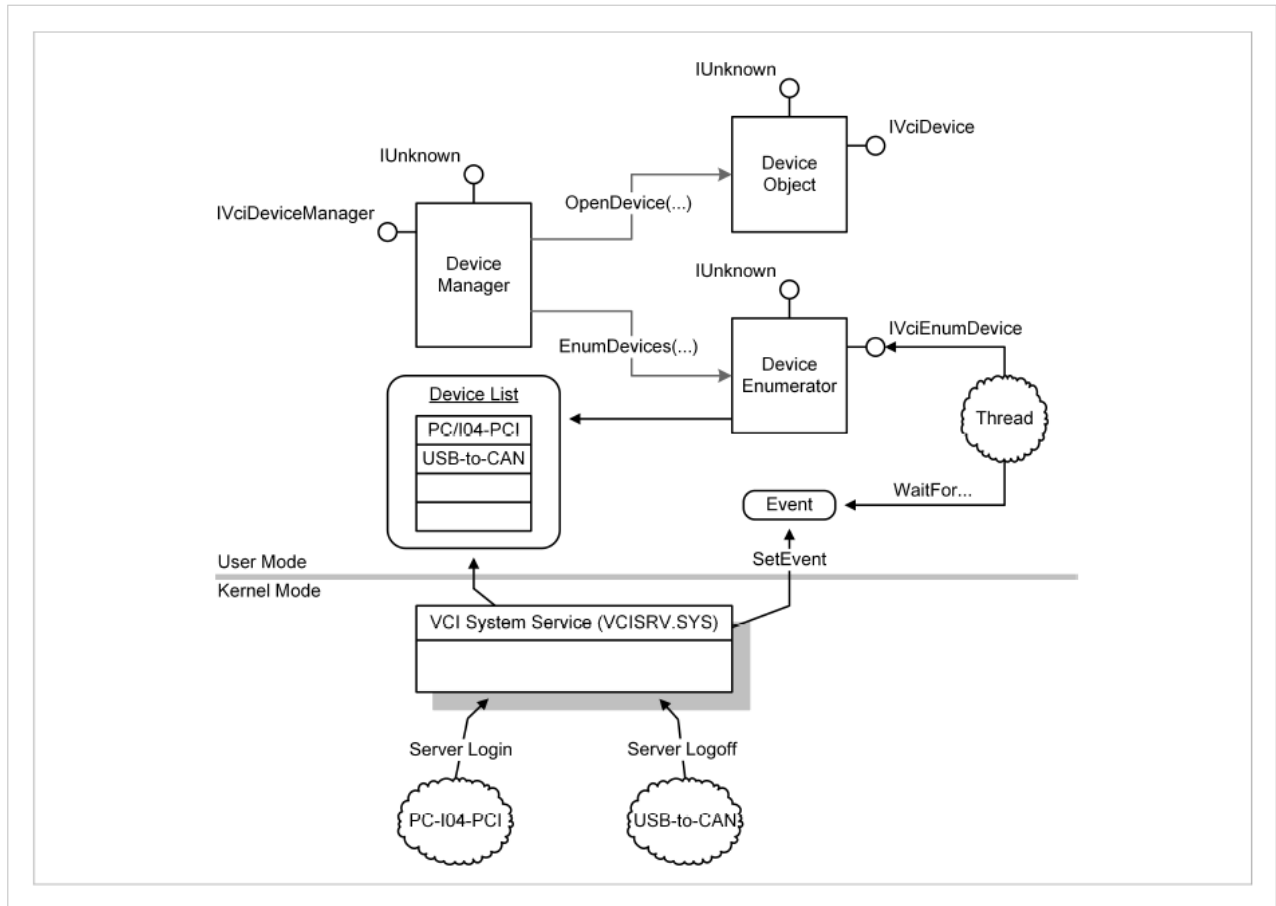 IUnknown
IVciDevice
Device
Object
IUnknown
IVciDeviceManager
OpenDevice(...)
Device
Manager
IUnknown
IVciEnumDevice
EnumDevices(...)
Device
Enumerator
Device List
PC/I04-PCI
USB-to-CAN
Thread
WaitFor...
Event
SetEvent
User Mode
Kernel Mode
VCI System Service (VCISRV.SYS)
Server Login
Server Logoff
PC-I04-PCI
USB-to-CAN